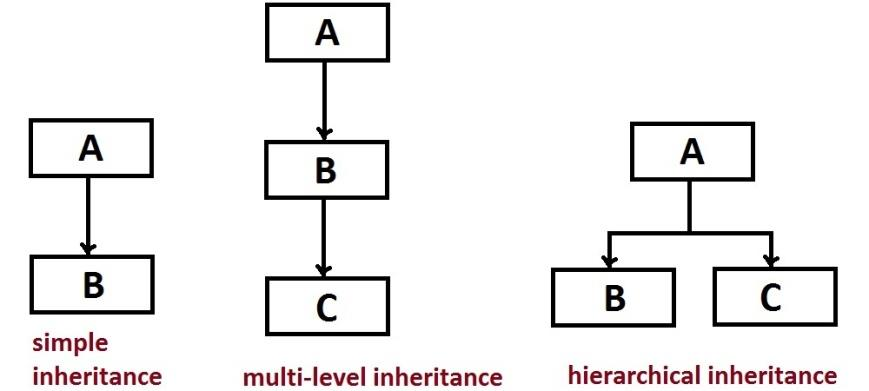 A
B
simple
inheritance
A
B
C
multi-level inheritance
A
B
C
hierarchical inheritance